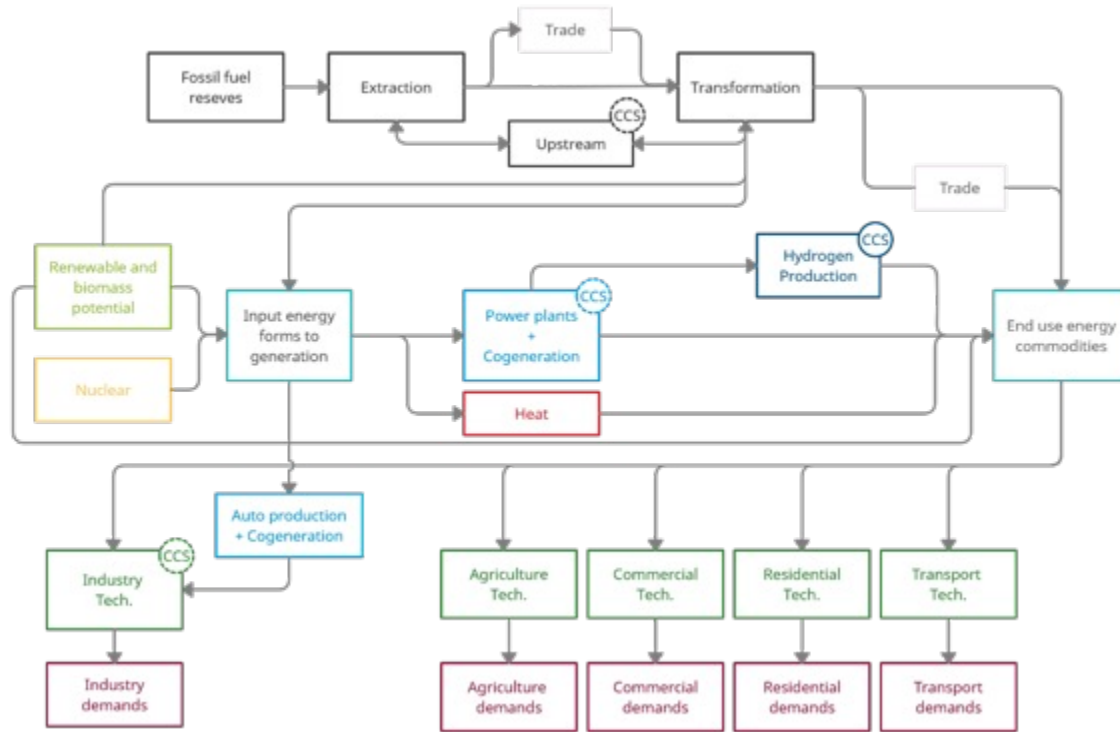 Trade
Fossil fuel
reseves
Extraction
Transformation
CCS
Upstream
Trade
Renewable and
biomass
potential
Hydrogen
Production
CCS
Input energy
forms to
generation
Power plants
+
Cogeneration
CCS
End use energy
commodities
Nuclear
Heat
Auto production
+ Cogeneration
Industry
Tech.
CCS
Agriculture
Tech.
Commercial
Tech.
Residential
Tech.
Transport
Tech.
Industry
demands
Agriculture
demands
Commercial
demands
Residential
demands
Transport
demands